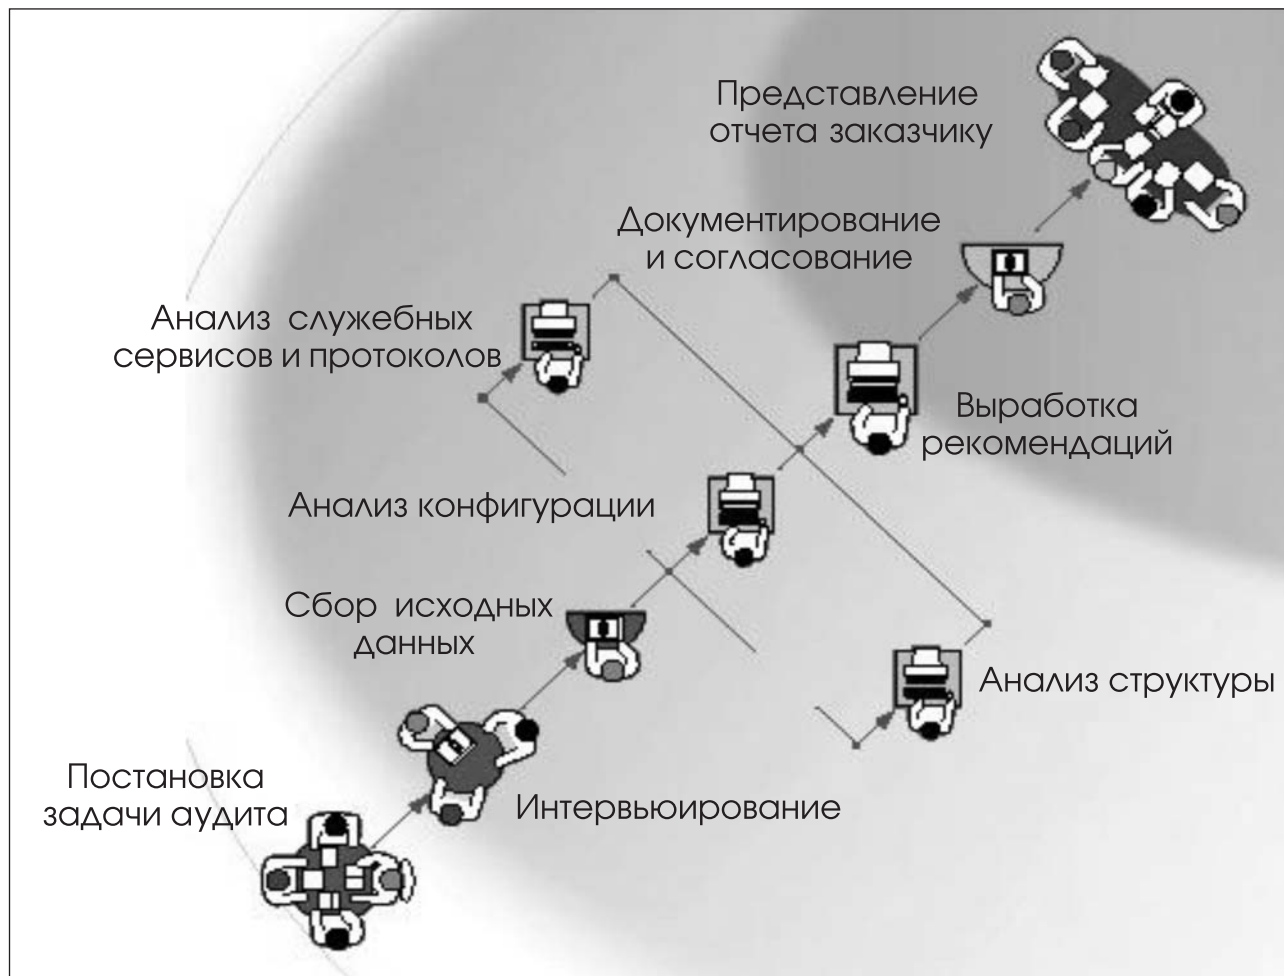 Представление
отчета заказчику
Документирование
и согласование
Анализ служебных
сервисов и протоколов
Выработка
рекомендаций
Анализ конфигурации
Сбор исходных
данных
Анализ структуры
Постановка
задачи аудита
Интервьюирование